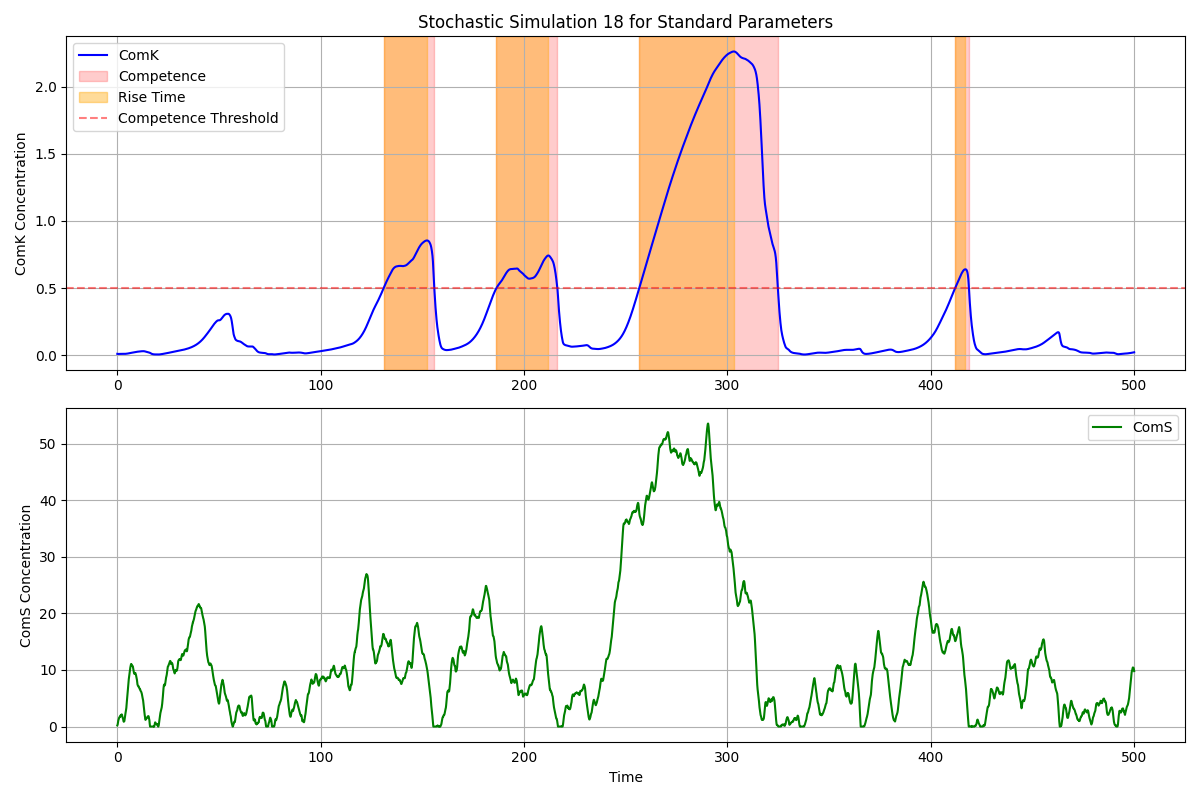 Stochastic Simulation 18 for Standard Parameters
ComK
Competence
Rise Time
Competence Threshold
ComK Concentration
2.0
1.5
1.0
0.5
0.0
0 100 200 300 400 500
ComS
ComS Concentration
50
40
30
20
10
0
0 100 200 300 400 500
Time